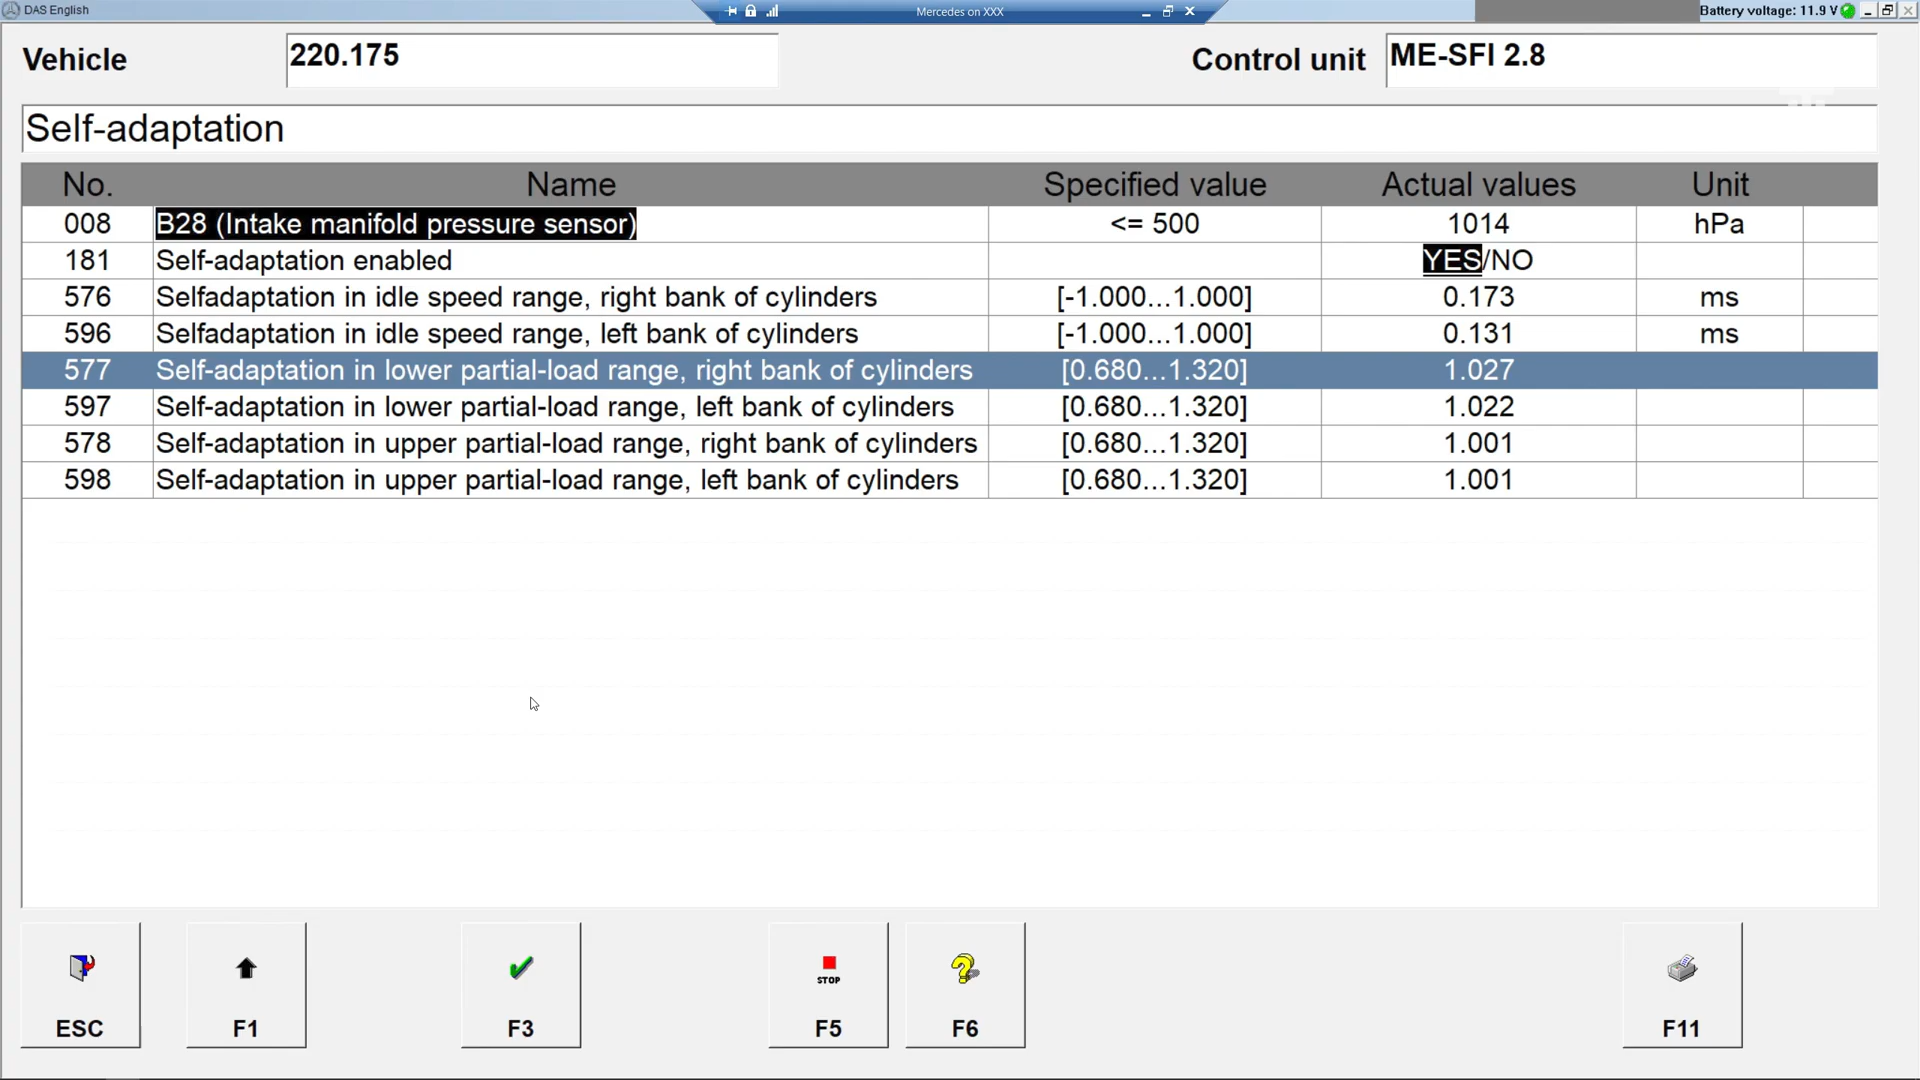 DAS English
Mercedes on XXX
Battery voltage: 11.9 V
Vehicle 220.175 Control unit ME-SFI 2.8
Self-adaptation
No. Name Specified value Actual values Unit
008 B28 (Intake manifold pressure sensor) <= 500 1014 hPa
181 Self-adaptation enabled YES/NO
576 Selfadaptation in idle speed range, right bank of cylinders [-1.000...1.000] 0.173 ms
596 Selfadaptation in idle speed range, left bank of cylinders [-1.000...1.000] 0.131 ms
577 Self-adaptation in lower partial-load range, right bank of cylinders [0.680...1.320] 1.027
597 Self-adaptation in lower partial-load range, left bank of cylinders [0.680...1.320] 1.022
578 Self-adaptation in upper partial-load range, right bank of cylinders [0.680...1.320] 1.001
598 Self-adaptation in upper partial-load range, left bank of cylinders [0.680...1.320] 1.001
STOP
ESC F1 F3 F5 F6 F11